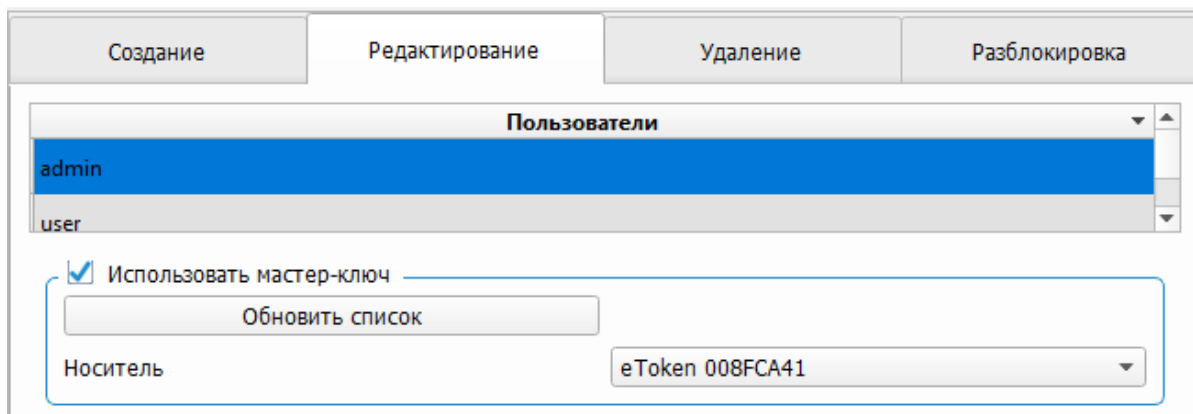 Создание Редактирование Удаление Разблокировка
Пользователи
admin
user
Использовать мастер-ключ
Обновить список
Носитель eToken 008FCA41